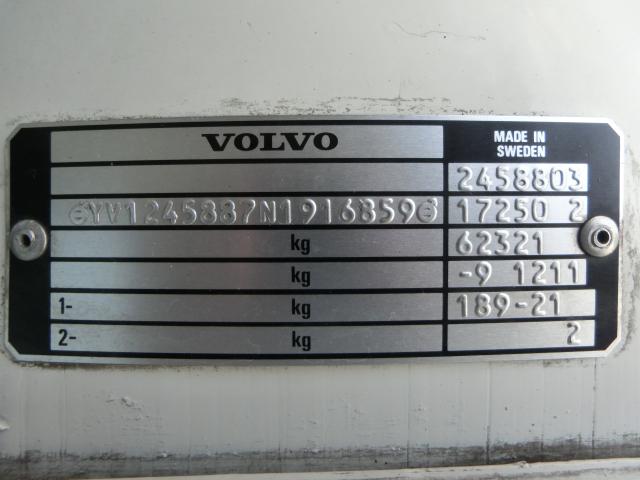 VOLVO
MADE IN
SWEDEN
2458803
YV1245887N1916859 17250 2
kg 62321
kg -9 1211
1- kg 189-21
2- kg 2